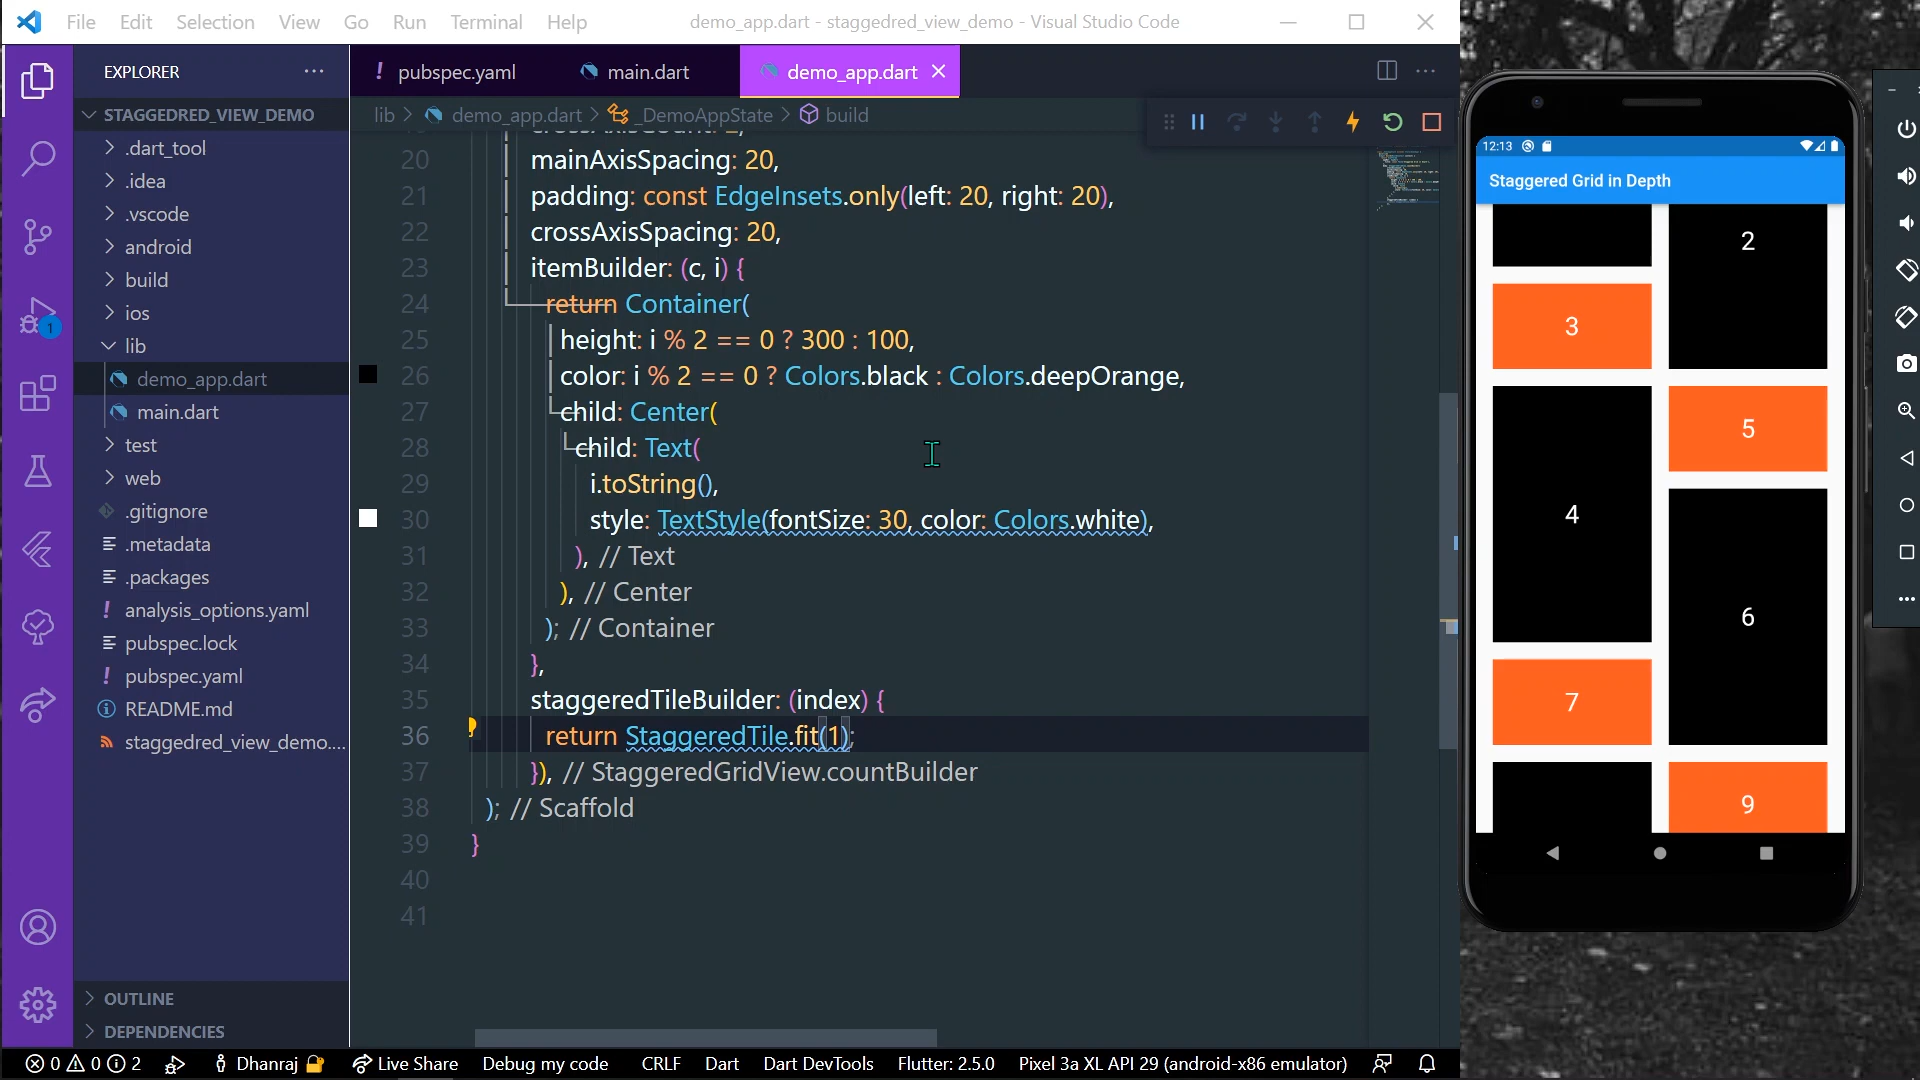 File Edit Selection View Go Run Terminal Help
demo_app.dart - staggedred_view_demo - Visual Studio Code
EXPLORER
STAGGEDRED_VIEW_DEMO
.dart_tool
.idea
.vscode
android
build
ios
lib
demo_app.dart
main.dart
test
web
.gitignore
.metadata
.packages
analysis_options.yaml
pubspec.lock
pubspec.yaml
README.md
staggedred_view_demo....
OUTLINE
DEPENDENCIES
1
pubspec.yaml main.dart demo_app.dart
lib > demo_app.dart > _DemoAppState > build
20 mainAxisSpacing: 20,
21 padding: const EdgeInsets.only(left: 20, right: 20),
22 crossAxisSpacing: 20,
23 itemBuilder: (c, i) {
24 return Container(
25 height: i % 2 == 0 ? 300 : 100,
26 color: i % 2 == 0 ? Colors.black : Colors.deepOrange,
27 child: Center(
28 child: Text(
29 i.toString(),
30 style: TextStyle(fontSize: 30, color: Colors.white),
31 ), // Text
32 ), // Center
33 ); // Container
34 },
35 staggeredTileBuilder: (index) {
36 return StaggeredTile.fit(1);
37 }), // StaggeredGridView.countBuilder
38 ); // Scaffold
39 }
40
41
12:13
Staggered Grid in Depth
2
3
5
4
6
7
9
0 0 2 Dhanraj Live Share Debug my code CRLF Dart Dart DevTools Flutter: 2.5.0 Pixel 3a XL API 29 (android-x86 emulator)